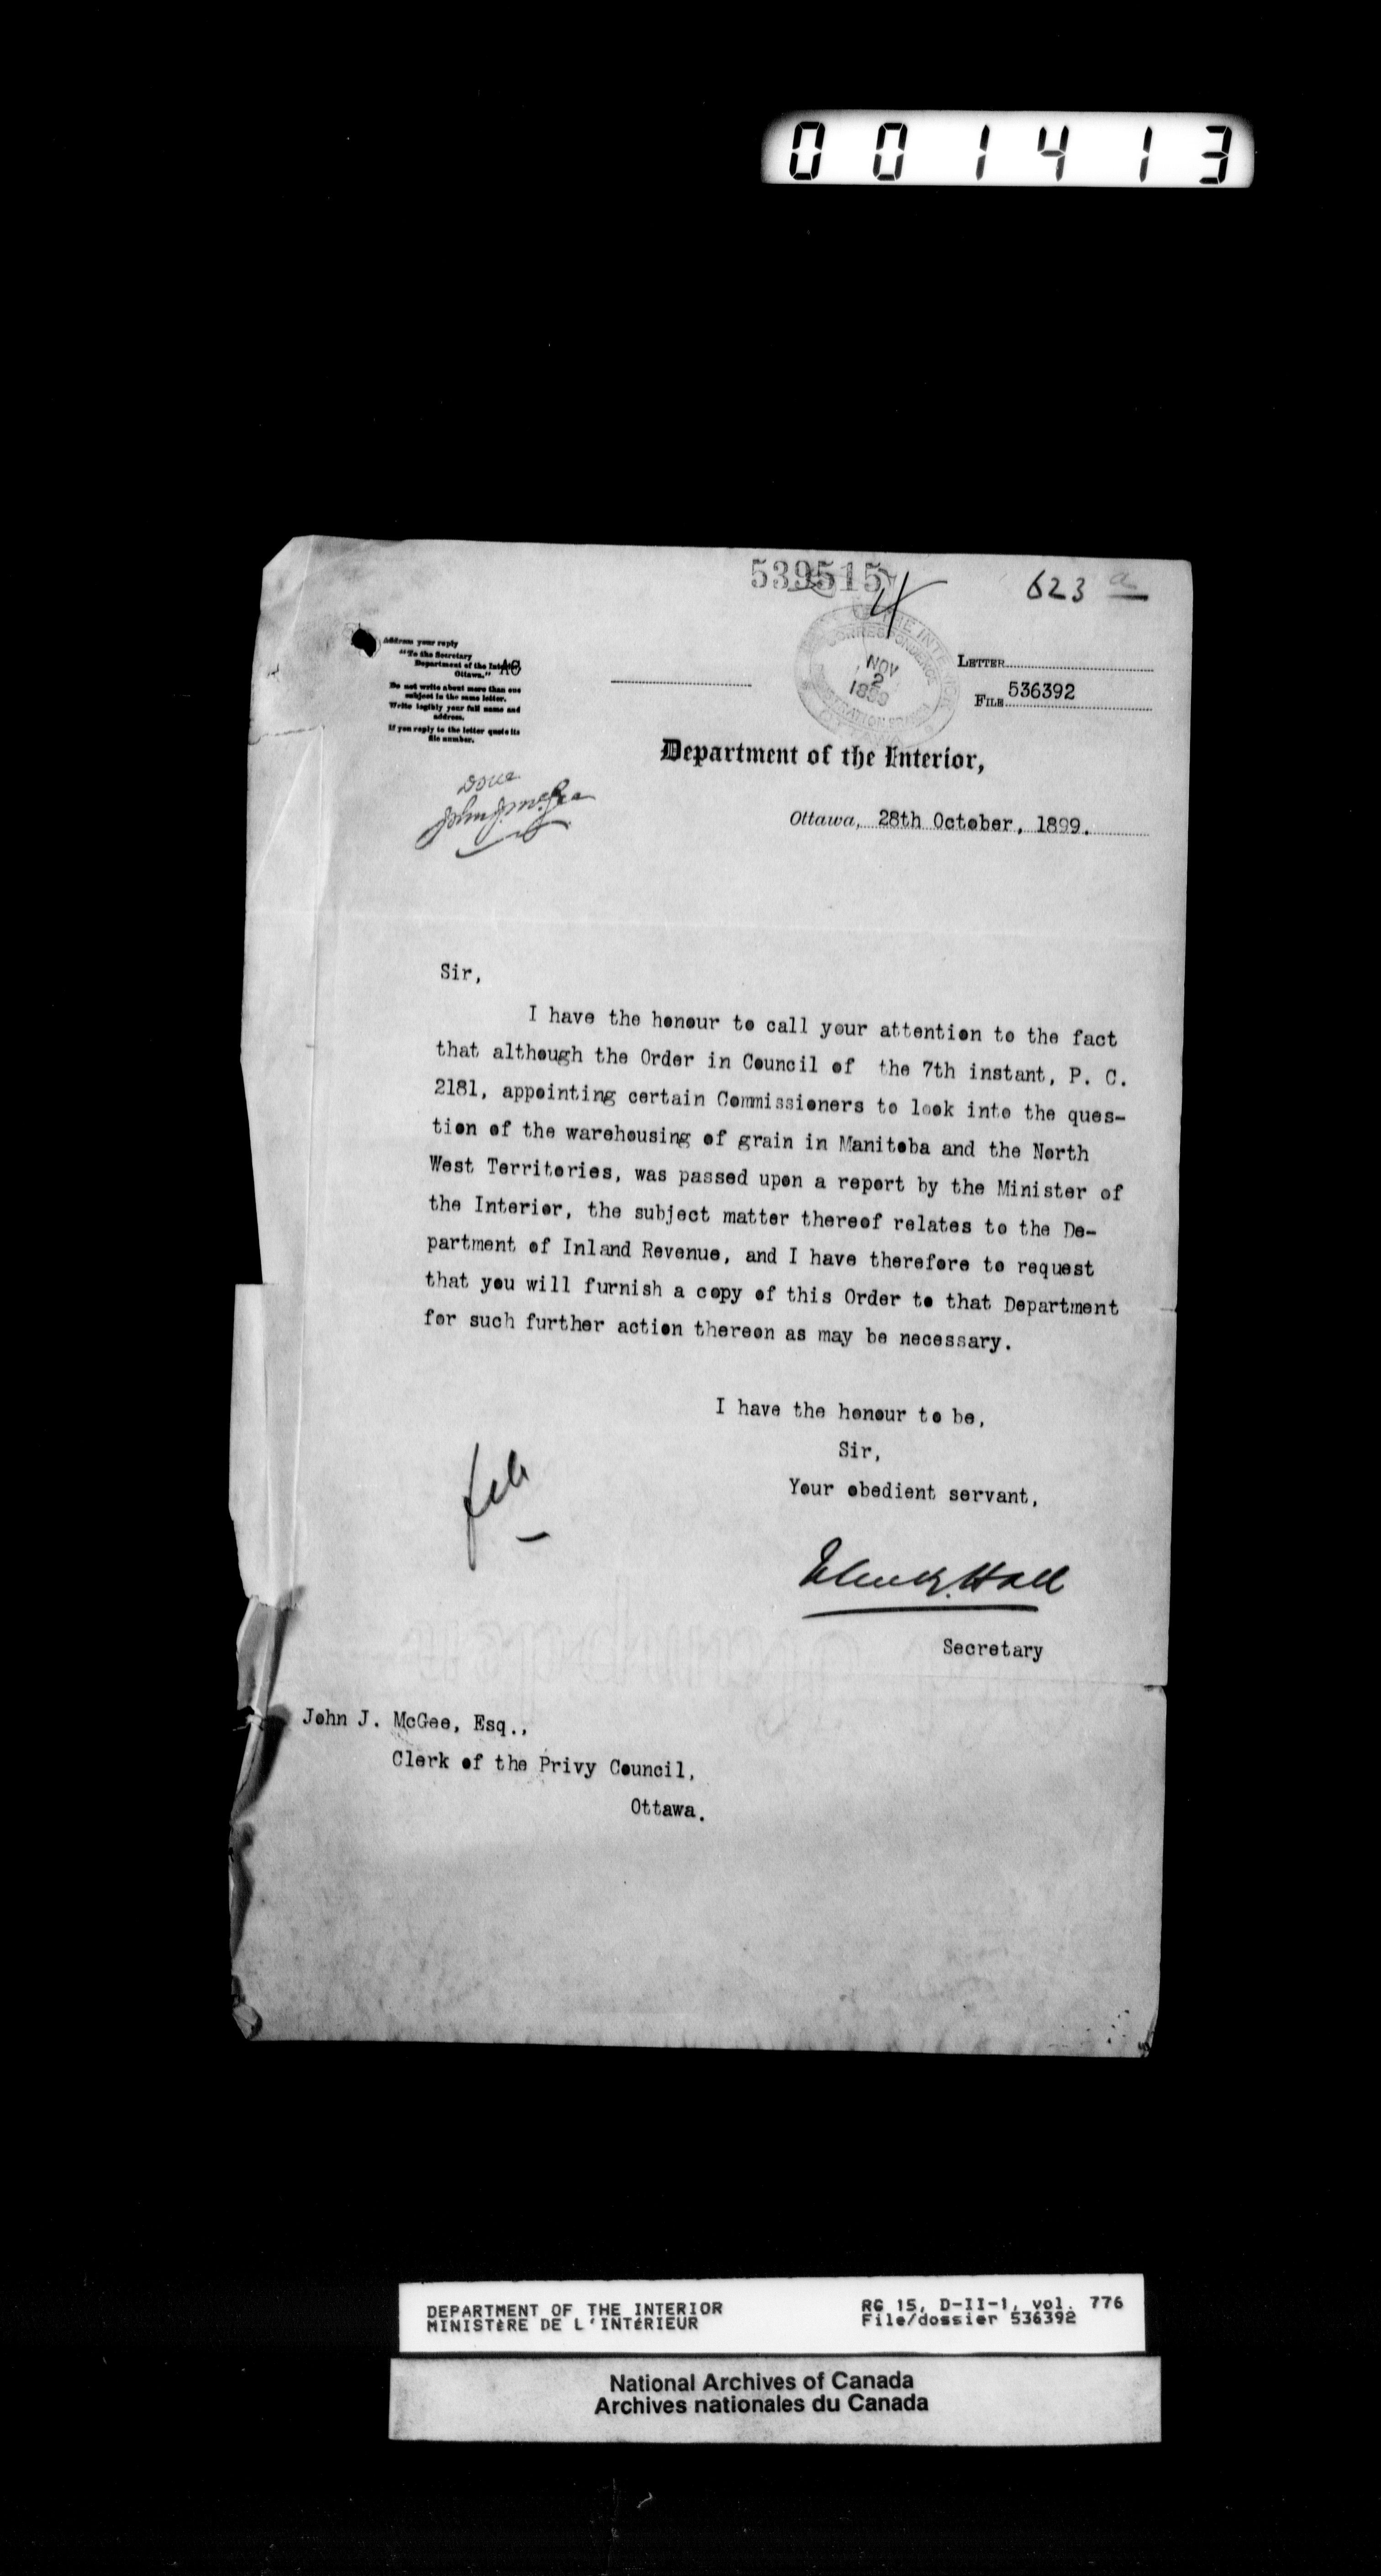 001413
539515
4
623 a
Address your reply
"To the Secretary
Department of the Interior,
Ottawa."
AG
Do not write about more than one
subject in the same letter.
Write legibly your full name and
address.
If you reply to the letter quote its
file number.
CORRESPONDENCE
NOV
2
1899
LETTER
FILE 536392
Department of the Interior,
Done
John J. McGee
Ottawa, 28th October, 1899.
Sir,
I have the honour to call your attention to the fact
that although the Order in Council of the 7th instant, P. C.
2181, appointing certain Commissioners to look into the ques-
tion of the warehousing of grain in Manitoba and the North
West Territories, was passed upon a report by the Minister of
the Interior, the subject matter thereof relates to the De-
partment of Inland Revenue, and I have therefore to request
that you will furnish a copy of this Order to that Department
for such further action thereon as may be necessary.
I have the honour to be,
Sir,
Your obedient servant,
file
Hall
Secretary
John J. McGee, Esq.,
Clerk of the Privy Council,
Ottawa.
DEPARTMENT OF THE INTERIOR
MINISTÈRE DE L'INTÉRIEUR
RG 15, D-II-1, vol. 776
File/dossier 536392
National Archives of Canada
Archives nationales du Canada